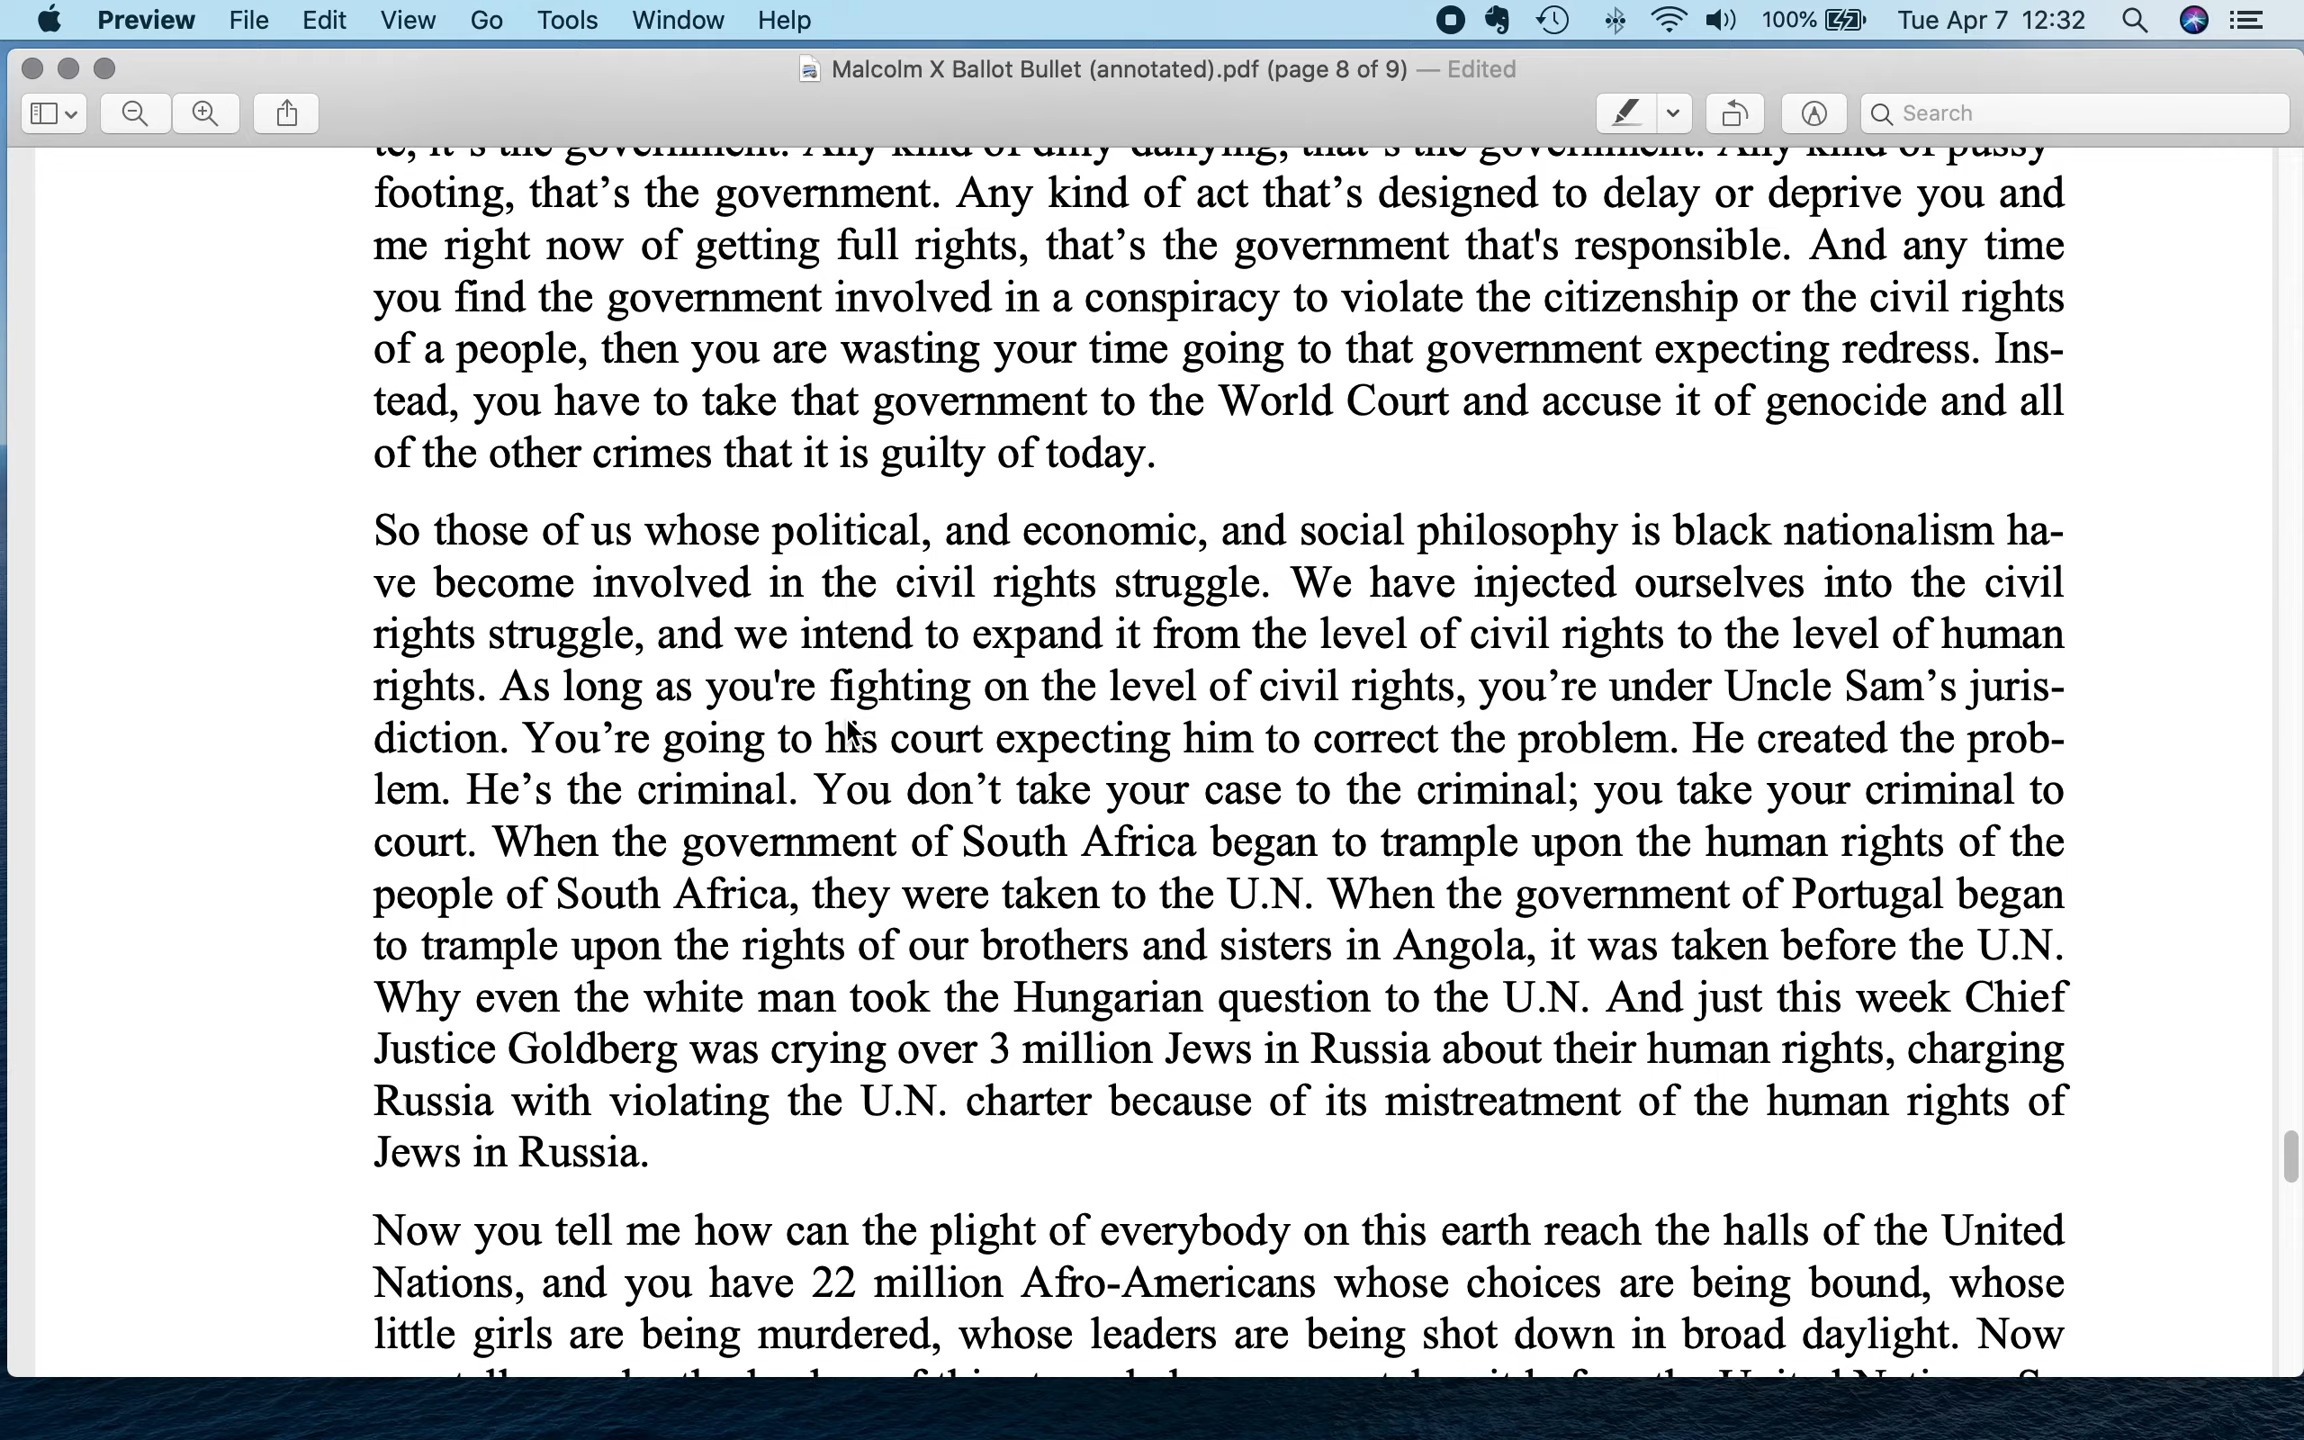 Preview File Edit View Go Tools Window Help 100% Tue Apr 7 12:32
Malcolm X Ballot Bullet (annotated).pdf (page 8 of 9) — Edited
Search
te, it's the government. Any kind of dilly dallying, that's the government. Any kind of pussy
footing, that’s the government. Any kind of act that’s designed to delay or deprive you and
me right now of getting full rights, that’s the government that's responsible. And any time
you find the government involved in a conspiracy to violate the citizenship or the civil rights
of a people, then you are wasting your time going to that government expecting redress. Ins-
tead, you have to take that government to the World Court and accuse it of genocide and all
of the other crimes that it is guilty of today.
So those of us whose political, and economic, and social philosophy is black nationalism ha-
ve become involved in the civil rights struggle. We have injected ourselves into the civil
rights struggle, and we intend to expand it from the level of civil rights to the level of human
rights. As long as you're fighting on the level of civil rights, you’re under Uncle Sam’s juris-
diction. You’re going to his court expecting him to correct the problem. He created the prob-
lem. He’s the criminal. You don’t take your case to the criminal; you take your criminal to
court. When the government of South Africa began to trample upon the human rights of the
people of South Africa, they were taken to the U.N. When the government of Portugal began
to trample upon the rights of our brothers and sisters in Angola, it was taken before the U.N.
Why even the white man took the Hungarian question to the U.N. And just this week Chief
Justice Goldberg was crying over 3 million Jews in Russia about their human rights, charging
Russia with violating the U.N. charter because of its mistreatment of the human rights of
Jews in Russia.
Now you tell me how can the plight of everybody on this earth reach the halls of the United
Nations, and you have 22 million Afro-Americans whose choices are being bound, whose
little girls are being murdered, whose leaders are being shot down in broad daylight. Now